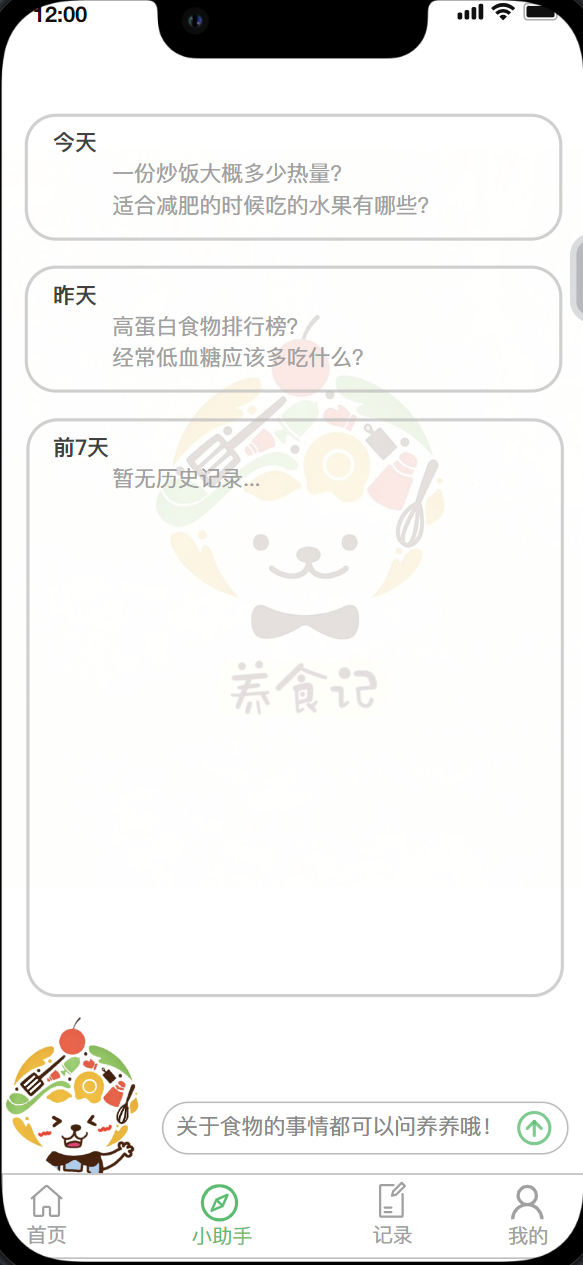 12:00
今天
一份炒饭大概多少热量？
适合减肥的时候吃的水果有哪些？
昨天
高蛋白食物排行榜？
经常低血糖应该多吃什么？
前7天
暂无历史记录...
养食记
关于食物的事情都可以问养养哦！
首页
小助手
记录
我的